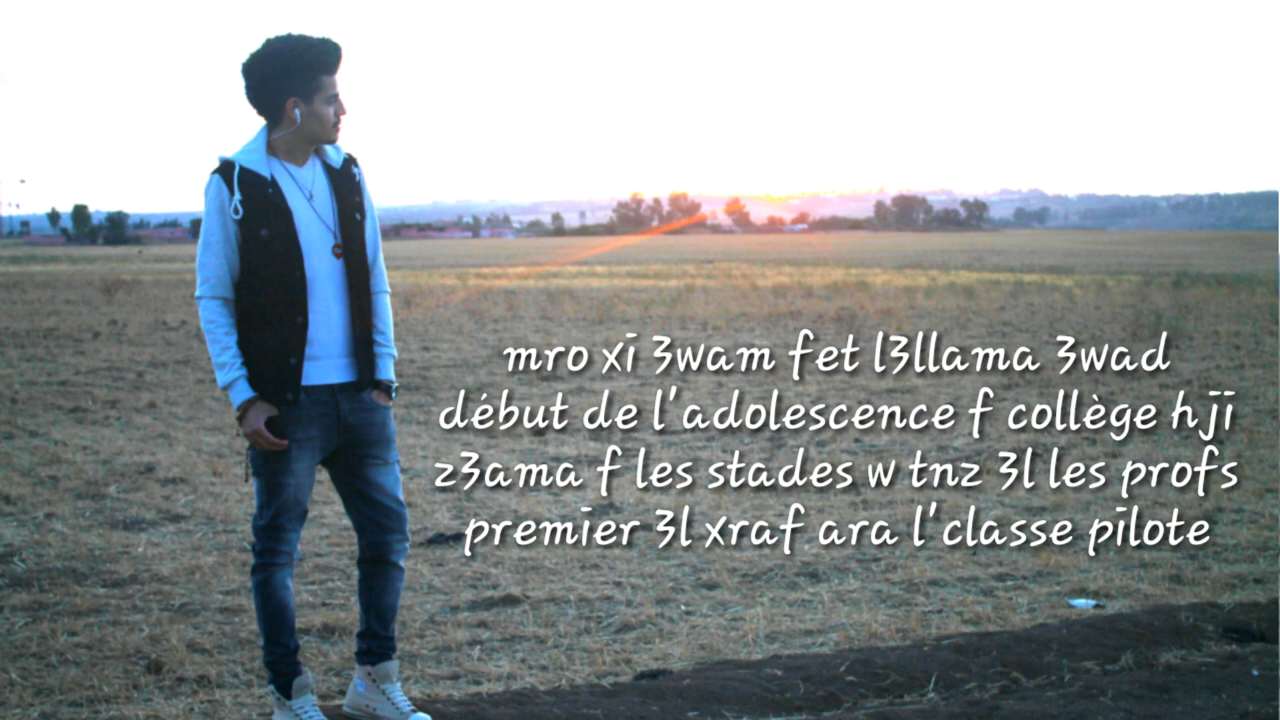 mro xi 3wam fet l3llama 3wad
début de l'adolescence f collège hji
z3ama f les stades w tnz 3l les profs
premier 3l xraf ara l'classe pilote